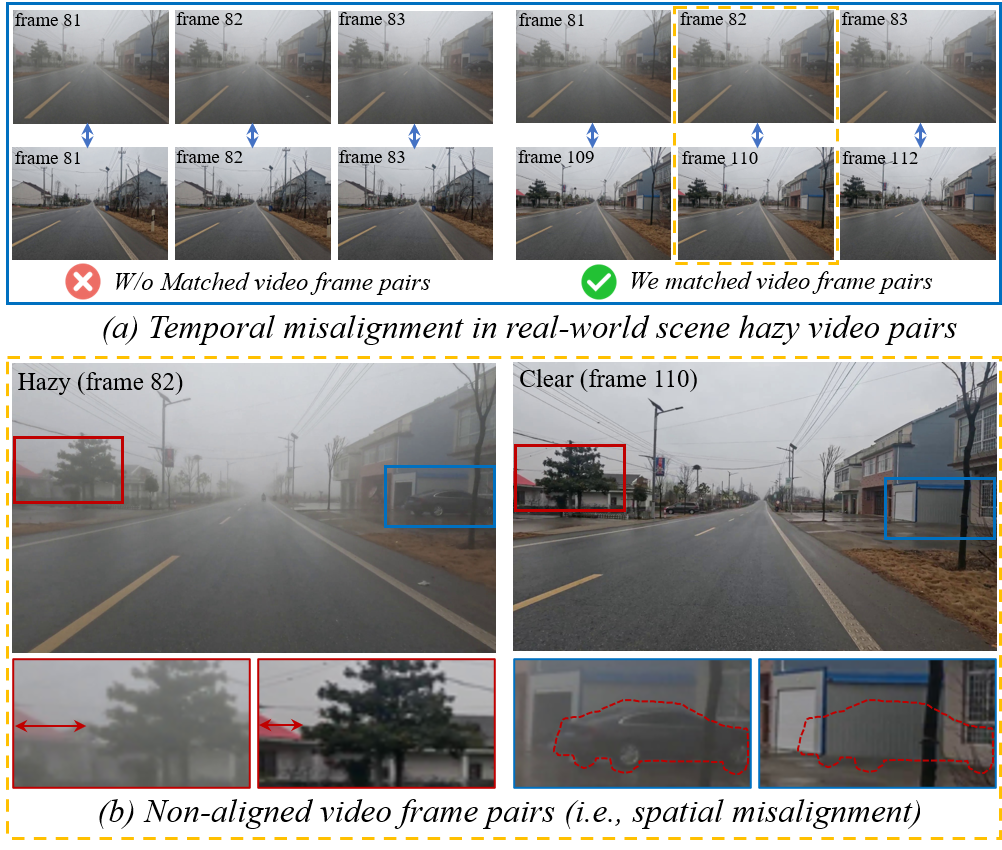 frame 81
frame 82
frame 83
frame 81
frame 82
frame 83
frame 81
frame 82
frame 83
frame 109
frame 110
frame 112
W/o Matched video frame pairs
We matched video frame pairs
(a) Temporal misalignment in real-world scene hazy video pairs
Hazy (frame 82)
Clear (frame 110)
(b) Non-aligned video frame pairs (i.e., spatial misalignment)